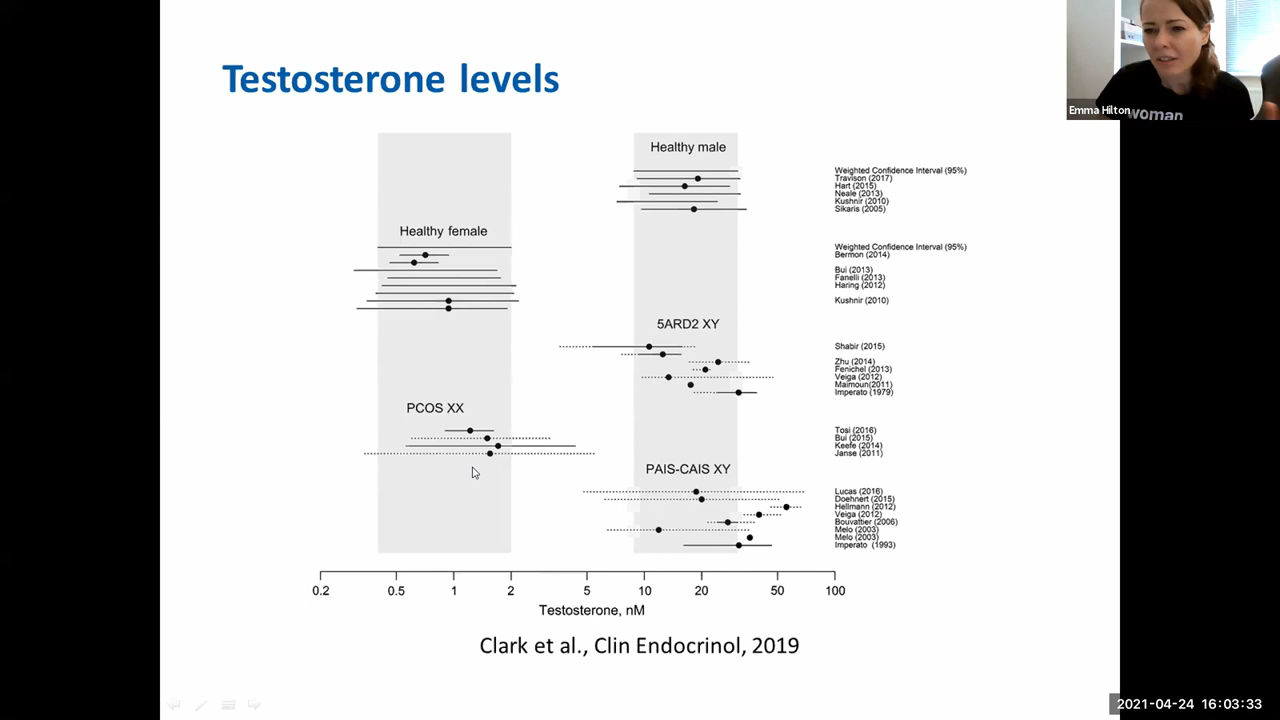 Testosterone levels
Emma Hilton
woman
Healthy male
Weighted Confidence Interval (95%)
Travison (2017)
Hart (2015)
Neale (2013)
Kushnir (2010)
Sikaris (2005)
Healthy female
Weighted Confidence Interval (95%)
Bermon (2014)
Bui (2013)
Fanelli (2013)
Haring (2012)
Kushnir (2010)
5ARD2 XY
Shabir (2015)
Zhu (2014)
Fenichel (2013)
Veiga (2012)
Maimoun(2011)
Imperato (1979)
PCOS XX
Tosi (2016)
Bui (2015)
Keefe (2014)
Janse (2011)
PAIS-CAIS XY
Lucas (2016)
Doehnert (2015)
Hellmann (2012)
Veiga (2012)
Bouvattier (2006)
Melo (2003)
Melo (2003)
Imperato (1993)
0.2 0.5 1 2 5 10 20 50 100
Testosterone, nM
Clark et al., Clin Endocrinol, 2019
2021-04-24 16:03:33